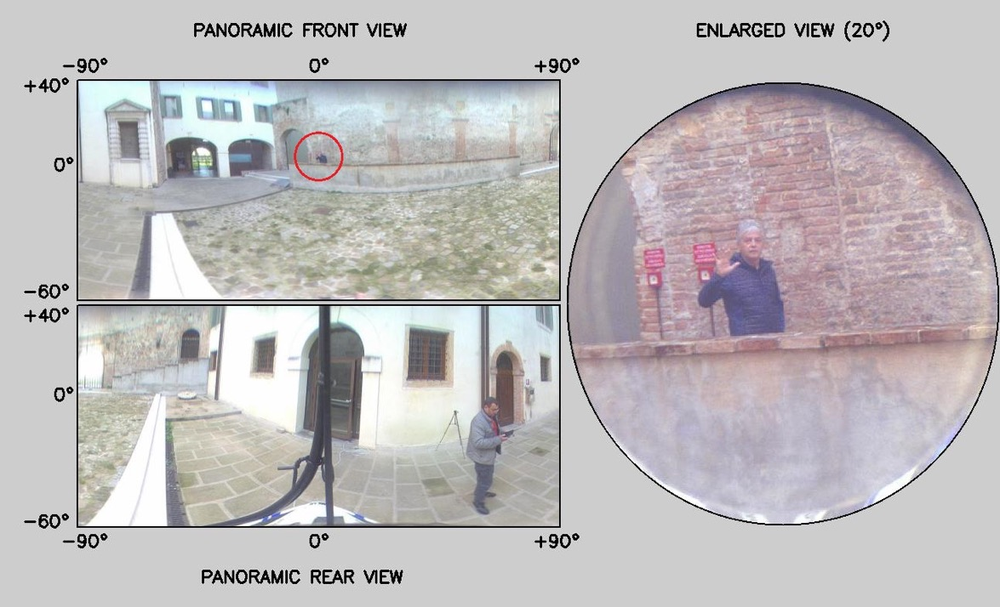 PANORAMIC FRONT VIEW
ENLARGED VIEW (20°)
−90° 0° +90°
+40°
0°
−60°
+40°
0°
−60°
−90° 0° +90°
PANORAMIC REAR VIEW